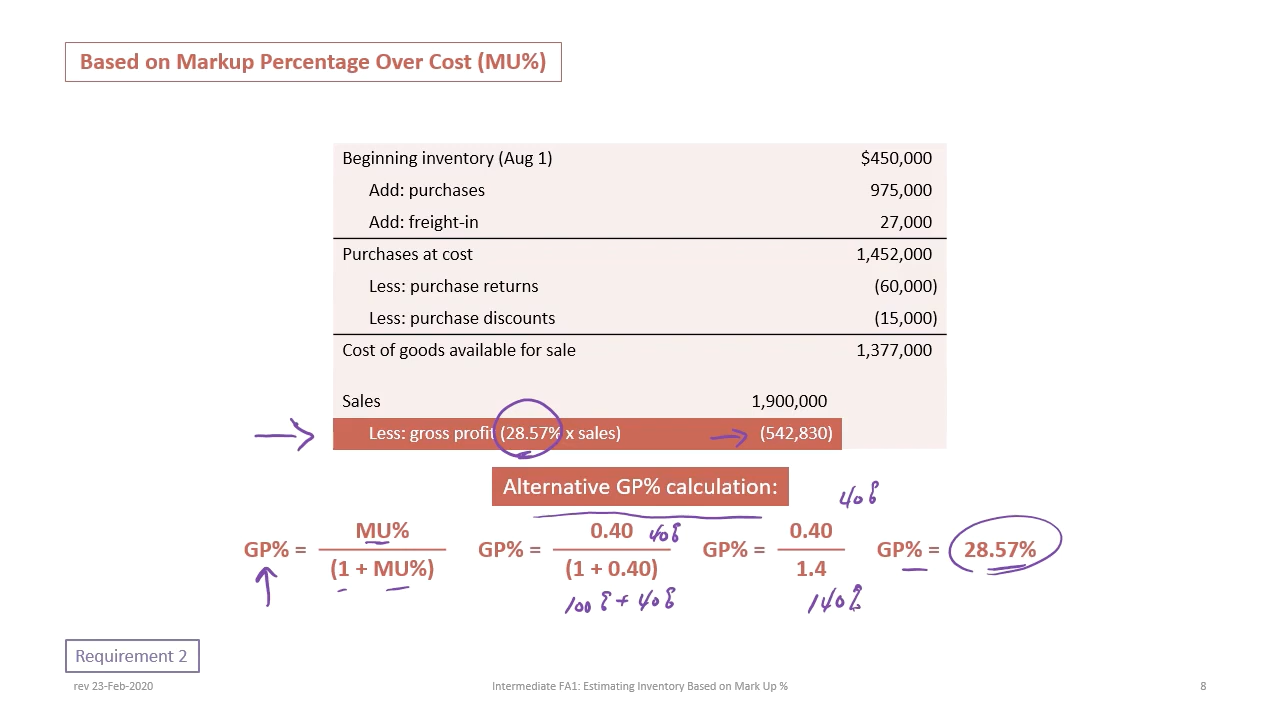 Based on Markup Percentage Over Cost (MU%)
Beginning inventory (Aug 1) $450,000
Add: purchases 975,000
Add: freight-in 27,000
Purchases at cost 1,452,000
Less: purchase returns (60,000)
Less: purchase discounts (15,000)
Cost of goods available for sale 1,377,000
Sales 1,900,000
Less: gross profit (28.57% x sales) (542,830)
Alternative GP% calculation:
40%
MU% 0.40 40% 0.40
GP% = GP% = GP% = GP% = 28.57%
(1 + MU%) (1 + 0.40) 1.4
100% + 40% 140%
Requirement 2
rev 23-Feb-2020 Intermediate FA1: Estimating Inventory Based on Mark Up % 8